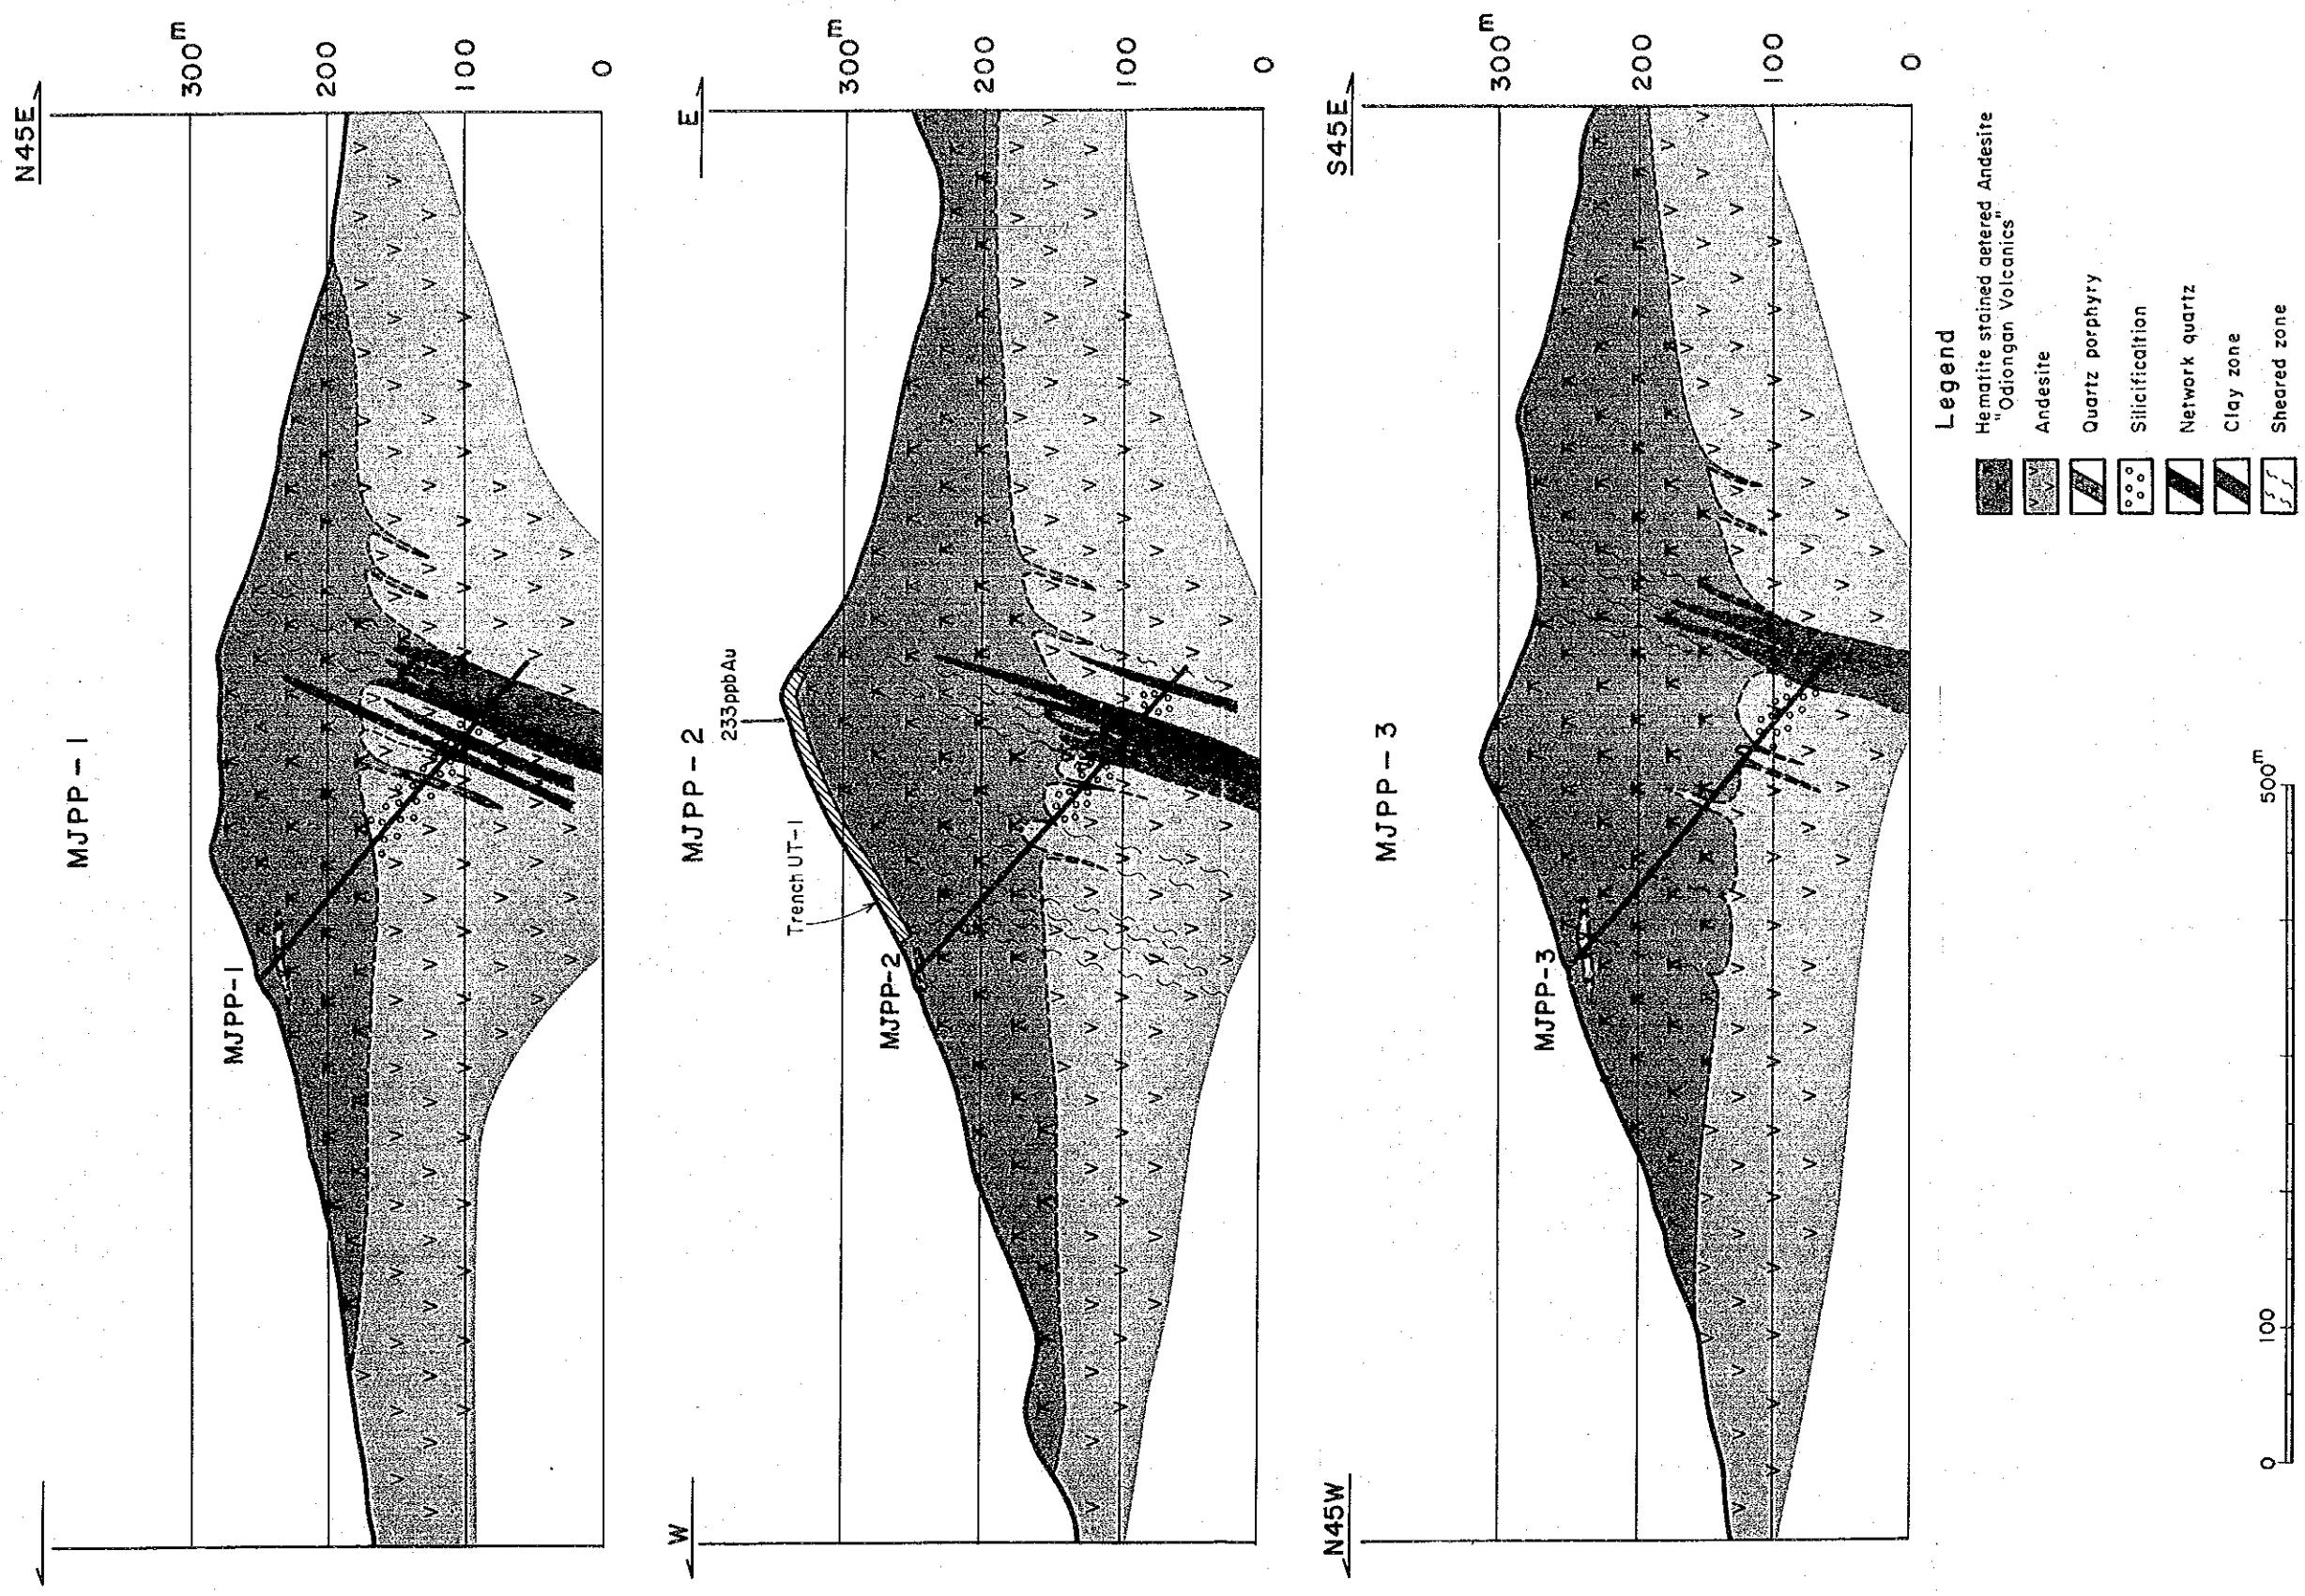 MJPP-1
N45E
300m
200
100
0
MJPP-1
MJPP-2
W
E
233ppbAu
Trench UT-1
300m
200
100
0
MJPP-2
MJPP-3
N45W
S45E
300m
200
100
0
MJPP-3
Legend
Hematite stained aetered Andesite
"Odiongan Volcanics"
Andesite
Quartz porphyry
Silicificaltion
Network quartz
Clay zone
Sheared zone
0 100 500m